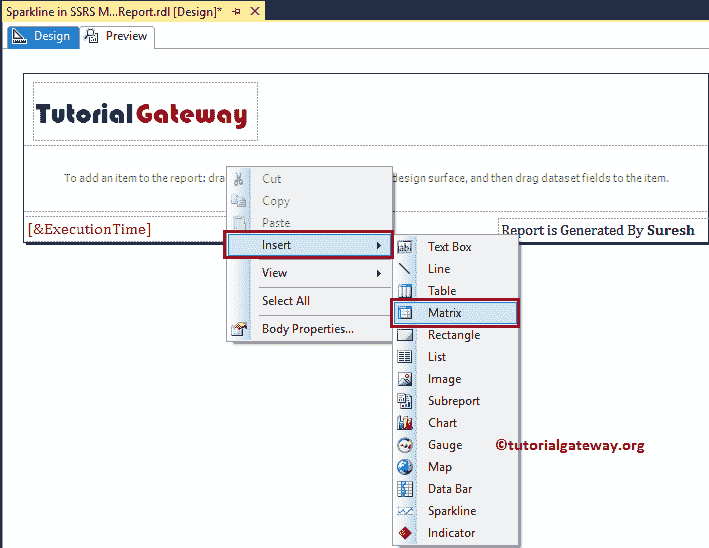 Sparkline in SSRS M...Report.rdl [Design]*
Design
Preview
Tutorial Gateway
To add an item to the report: dra
design surface, and then drag dataset fields to the item.
Cut
Copy
Paste
[&ExecutionTime]
Report is Generated By Suresh
Insert
View
Select All
Body Properties...
Text Box
Line
Table
Matrix
Rectangle
List
Image
Subreport
Chart
Gauge
©tutorialgateway.org
Map
Data Bar
Sparkline
Indicator